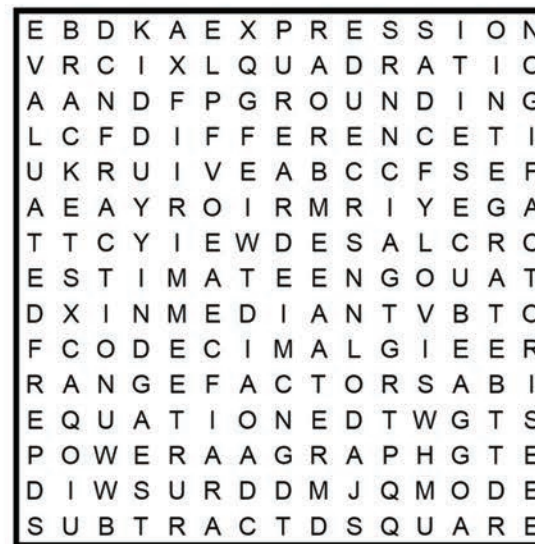 E B D K A E X P R E S S I O N
V R C I X L Q U A D R A T I C
A A N D F P G R O U N D I N G
L C F D I F F E R E N C E T I
U K R U I V E A B C C F S E F
A E A Y R O I R M R I Y E G A
T T C Y I E W D E S A L C R C
E S T I M A T E E N G O U A T
D X I N M E D I A N T V B T O
F C O D E C I M A L G I E E R
R A N G E F A C T O R S A B I
E Q U A T I O N E D T W G T S
P O W E R A A G R A P H G T E
D I W S U R D D M J Q M O D E
S U B T R A C T D S Q U A R E